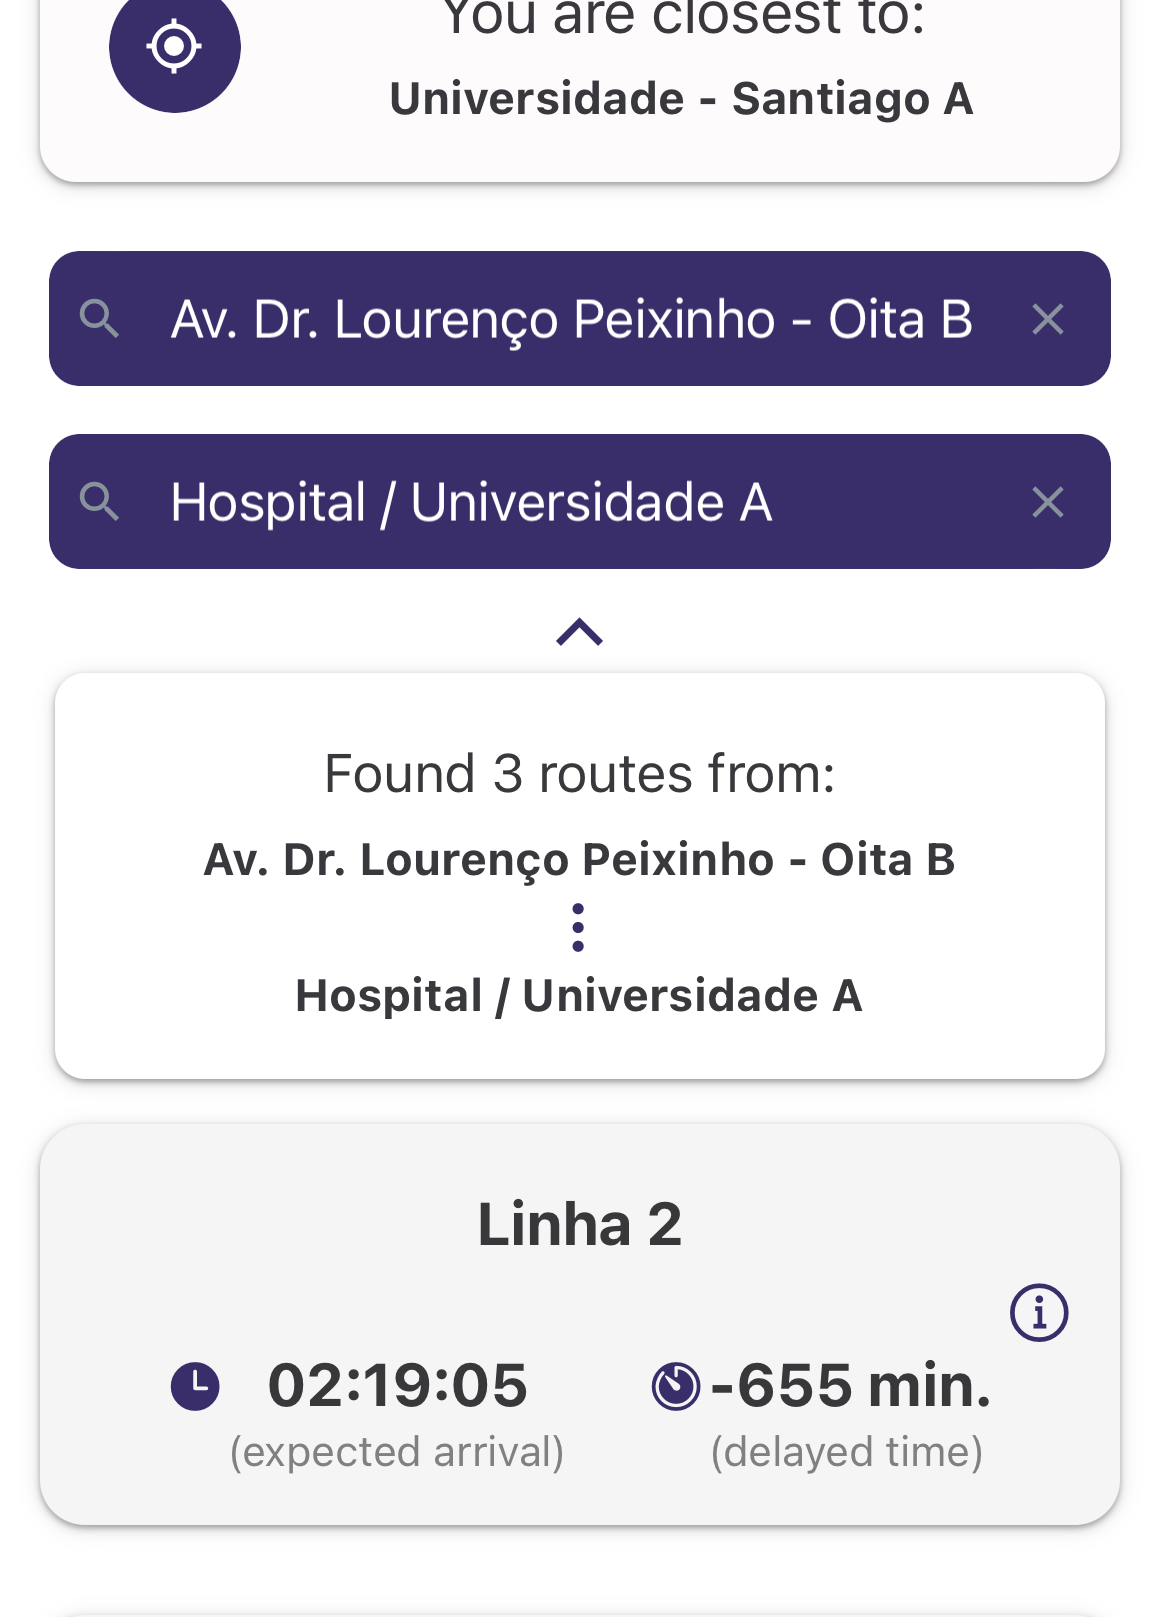 You are closest to:
Universidade - Santiago A
Av. Dr. Lourenço Peixinho - Oita B
Hospital / Universidade A
Found 3 routes from:
Av. Dr. Lourenço Peixinho - Oita B
Hospital / Universidade A
Linha 2
02:19:05
-655 min.
(expected arrival)
(delayed time)